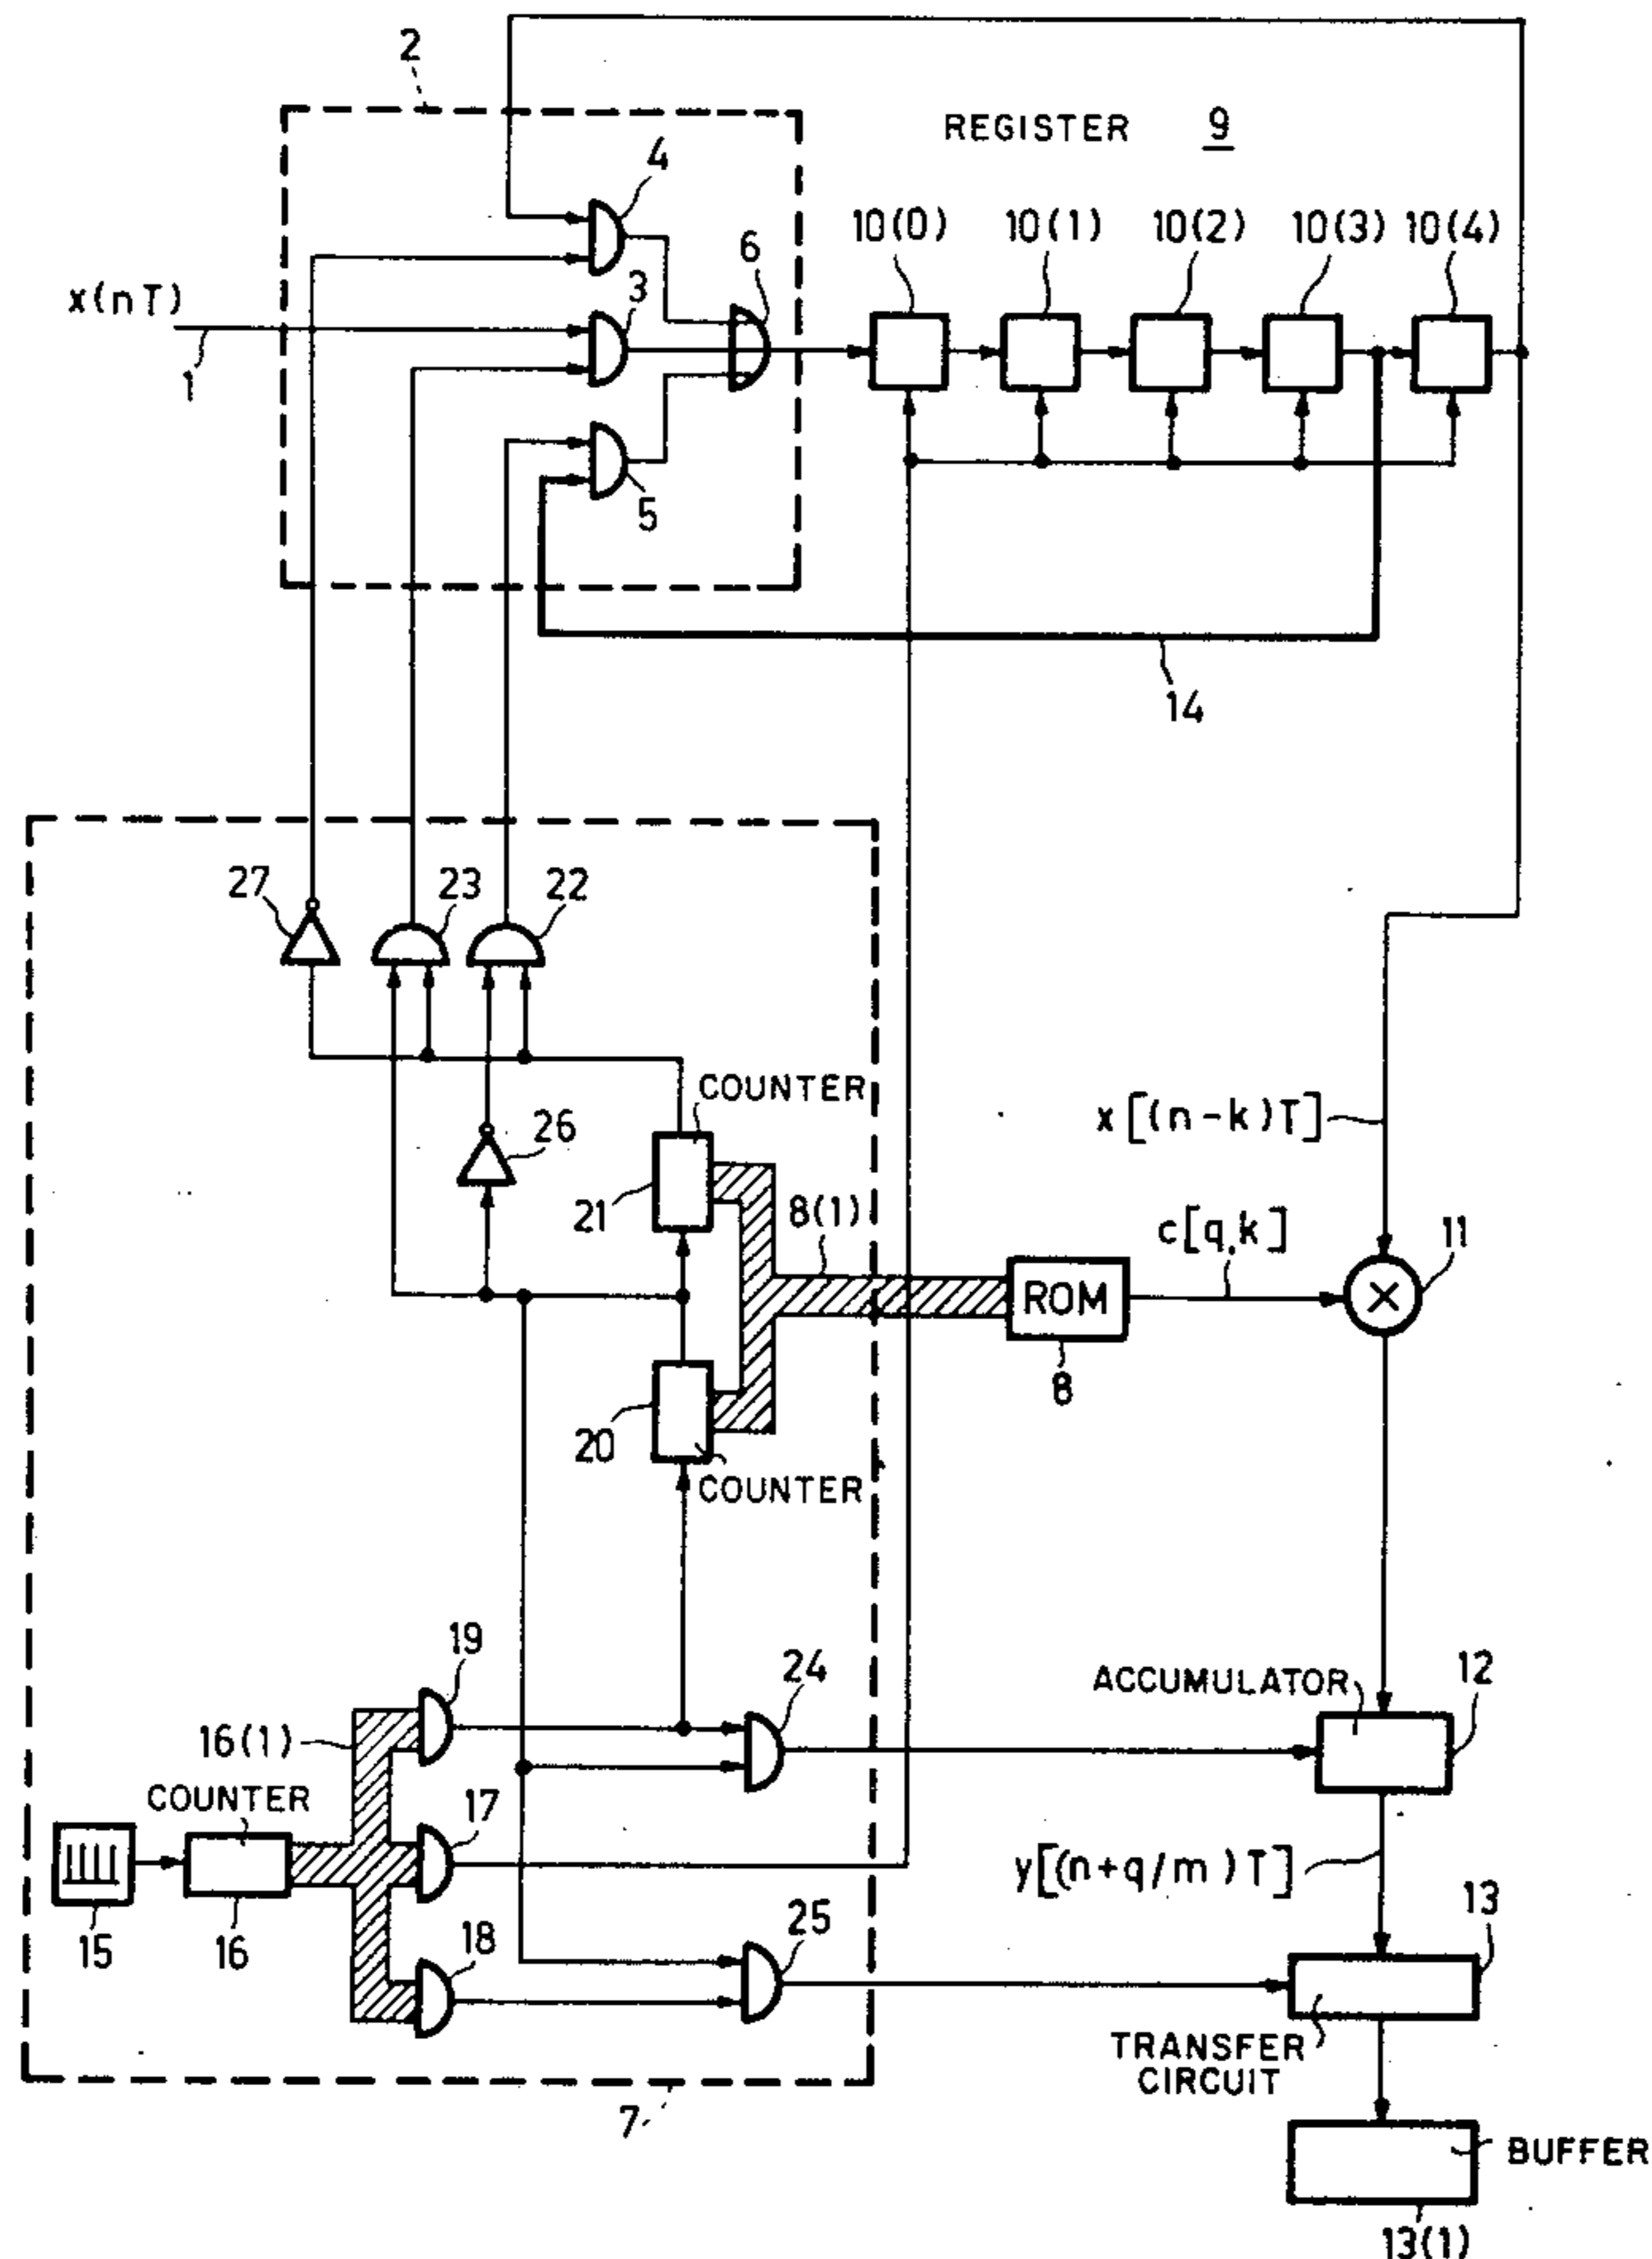 2
REGISTER 9
4
10(0) 10(1) 10(2) 10(3) 10(4)
6
x(nT)
3
1
5
14
27 23 22
COUNTER
26
x[(n-k)T]
21
8(1)
c[q,k]
11
ROM
8
20
COUNTER
19
24
12
ACCUMULATOR
16(1)
COUNTER
17
y[(n+q/m)T]
13
15 16 18 25
TRANSFER
CIRCUIT
7
BUFFER
13(1)